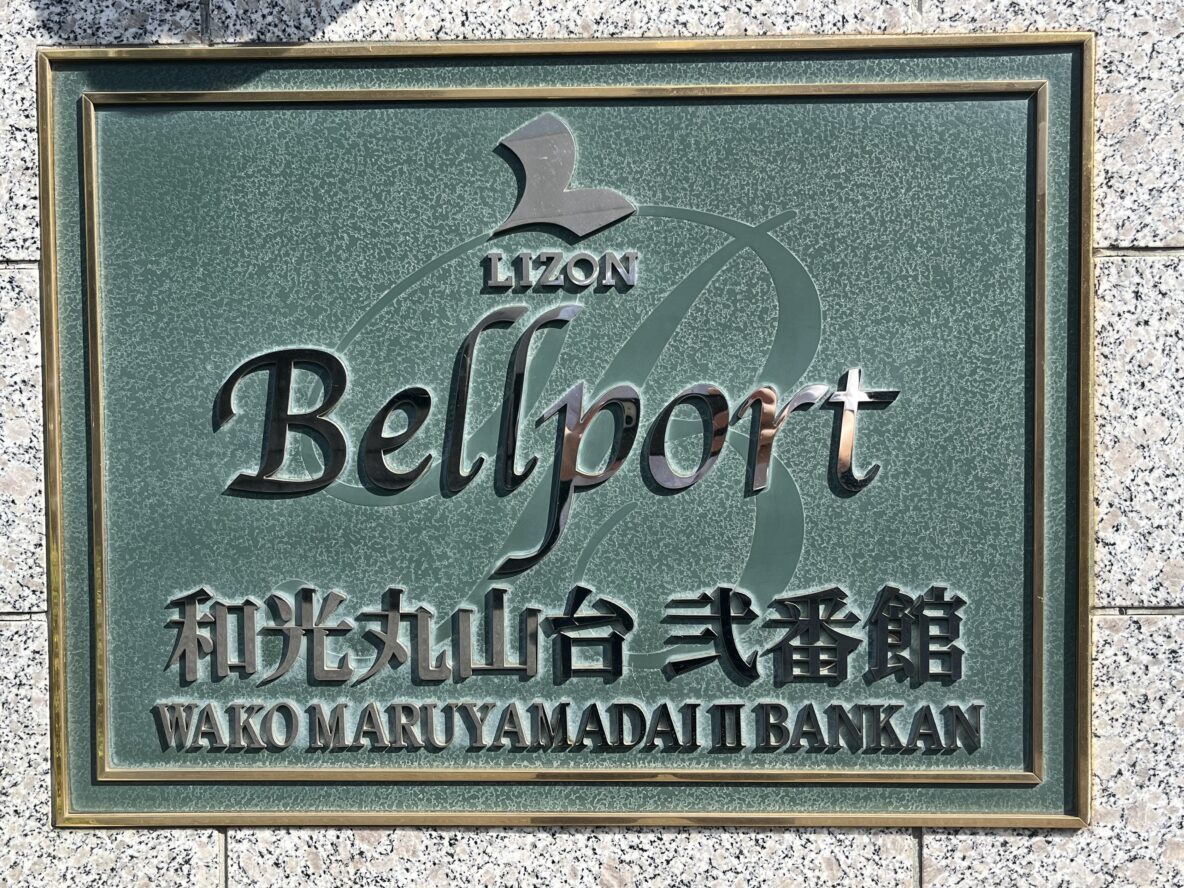 LIZON
Bellport
和光丸山台 弐番館
WAKO MARUYAMADAI II BANKAN